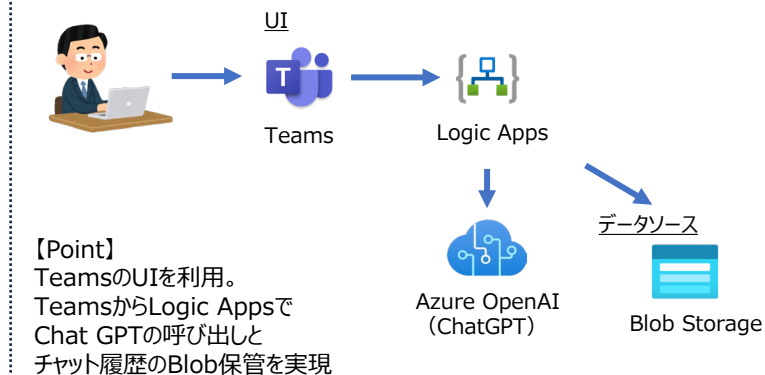 UI
T
Teams
Logic Apps
データソース
Azure OpenAI
（ChatGPT）
Blob Storage
【Point】
TeamsのUIを利用。
TeamsからLogic Appsで
Chat GPTの呼び出しと
チャット履歴のBlob保管を実現